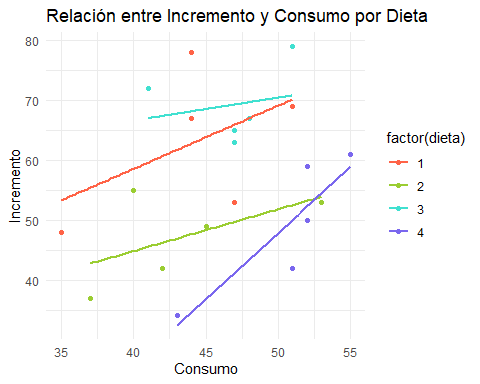 Relación entre Incremento y Consumo por Dieta
80
70
60
50
40
Incremento
35 40 45 50 55
Consumo
factor(dieta)
1
2
3
4